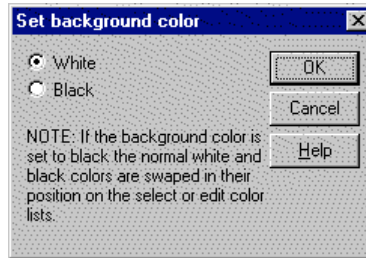 Set background color
White
OK
Black
Cancel
NOTE: If the background color is
set to black the normal white and
Help
black colors are swaped in their
position on the select or edit color
lists.